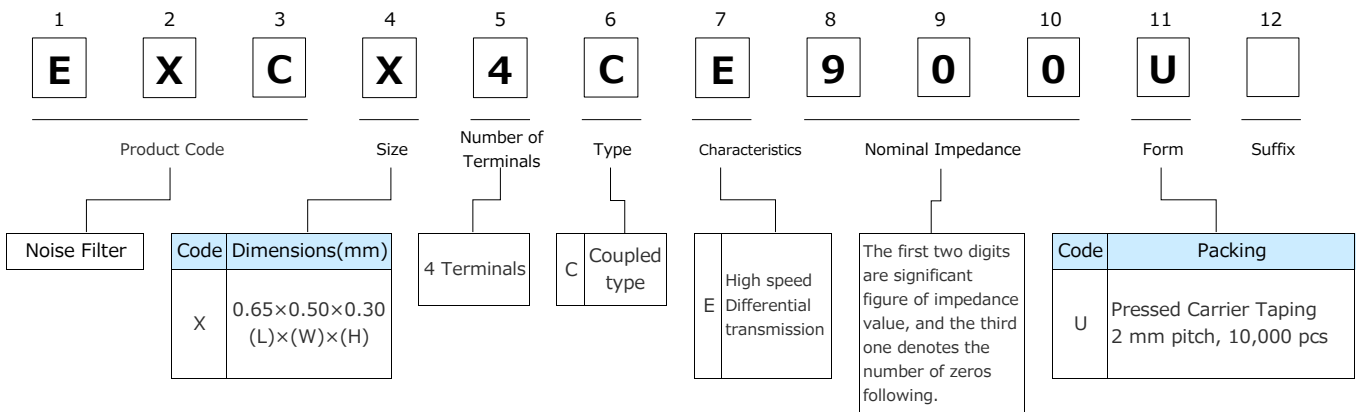 1 2 3 4 5 6 7 8 9 10 11 12
E X C X 4 C E 9 0 0 U
Product Code
Size
Number of
Terminals
Type
Characteristics
Nominal Impedance
Form
Suffix
Noise Filter
Code Dimensions(mm)
X
0.65×0.50×0.30
(L)×(W)×(H)
4 Terminals
C
Coupled
type
E
High speed
Differential
transmission
The first two digits
are significant
figure of impedance
value, and the third
one denotes the
number of zeros
following.
Code Packing
U
Pressed Carrier Taping
2 mm pitch, 10,000 pcs